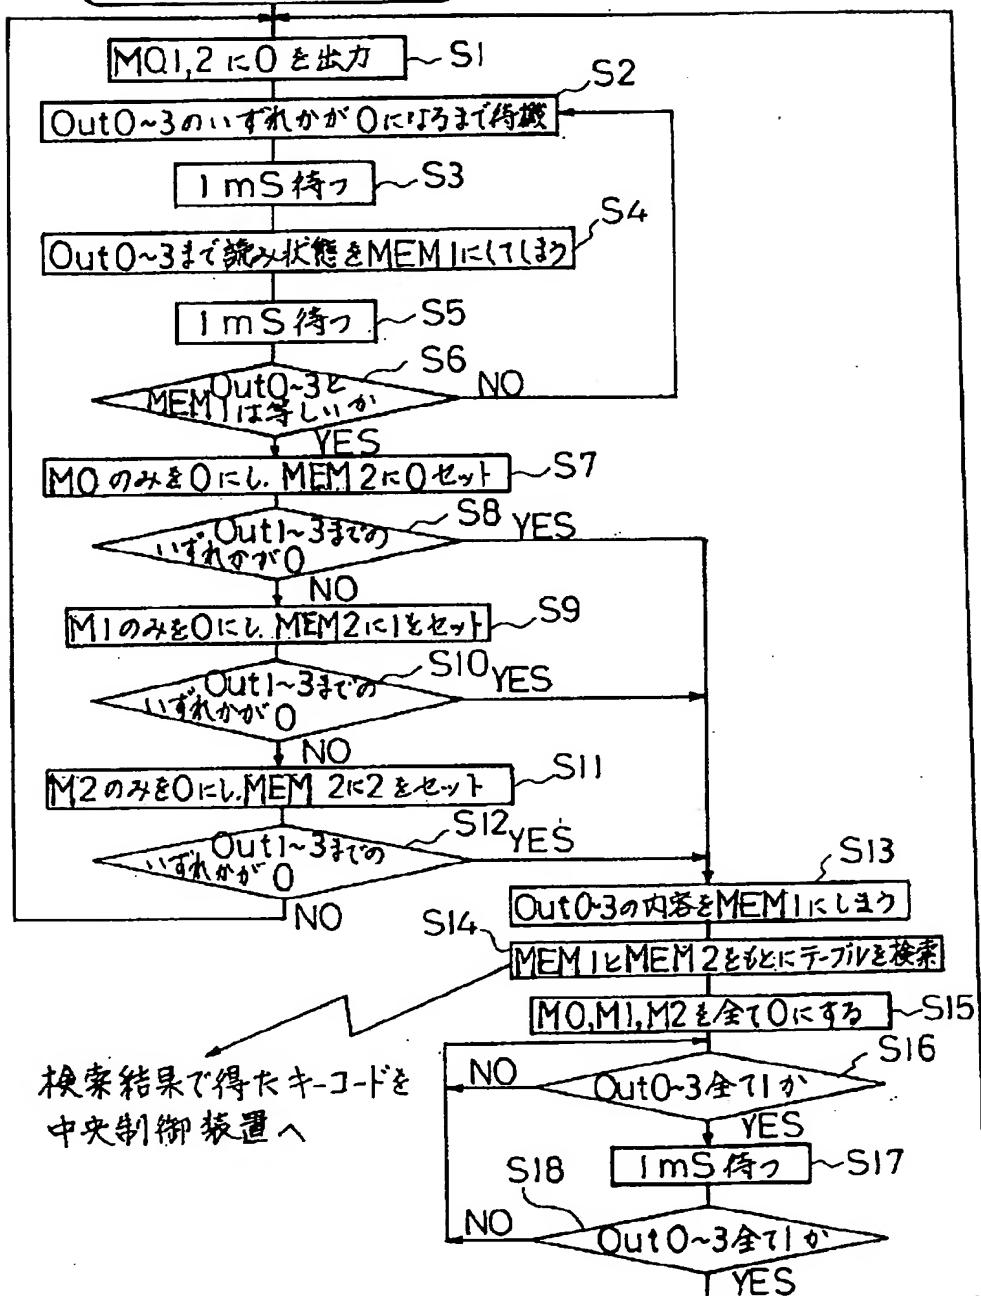 M0.1,2に0を出力
S1
S2
Out0~3のいずれかが0になるまで待機
1mS待つ
S3
S4
Out0~3まで読み状態をMEM1にしてしまう
1mS待つ
S5
S6
Out0~3と
MEM1は等しいか
NO
YES
M0のみを0にし.MEM2に0セット
S7
S8
Out1~3までの
いずれかが0
YES
NO
M1のみを0にし.MEM2に1をセット
S9
S10
Out1~3までの
いずれかが0
YES
NO
M2のみを0にし.MEM 2に2をセット
S11
S12
Out1~3までの
いずれかが0
YES
NO
S13
Out0~3の内容をMEM1にしまう
S14
MEM1とMEM2をもとにテーブルを検索
M0,M1,M2を全て0にする
S15
S16
Out0~3全て1か
NO
YES
検索結果で得たキーコードを
中央制御装置へ
1mS待つ
S17
S18
Out0~3全て1か
NO
YES